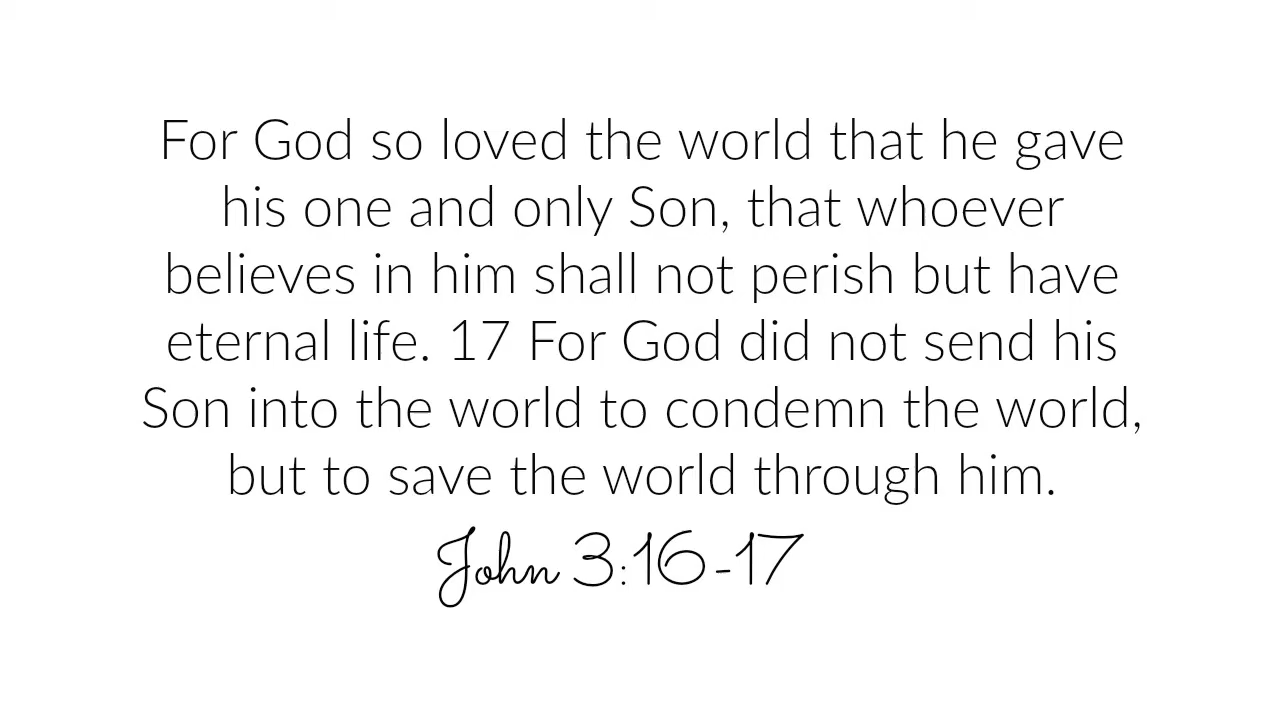 For God so loved the world that he gave
his one and only Son, that whoever
believes in him shall not perish but have
eternal life. 17 For God did not send his
Son into the world to condemn the world,
but to save the world through him.
John 3:16-17